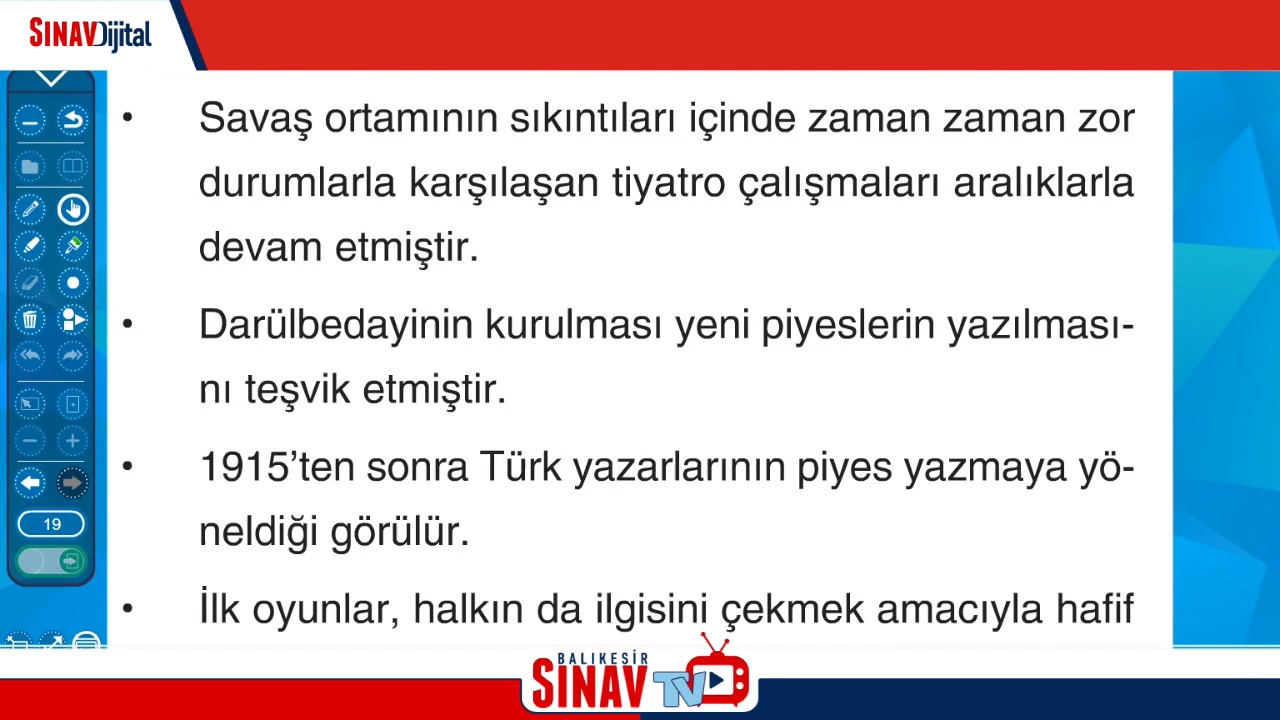 SINAV Dijital
• Savaş ortamının sıkıntıları içinde zaman zaman zor
durumlarla karşılaşan tiyatro çalışmaları aralıklarla
devam etmiştir.
• Darülbedayinin kurulması yeni piyeslerin yazılması-
nı teşvik etmiştir.
• 1915’ten sonra Türk yazarlarının piyes yazmaya yö-
neldiği görülür.
• İlk oyunlar, halkın da ilgisini çekmek amacıyla hafif
19
BALIKESİR
SINAV TV